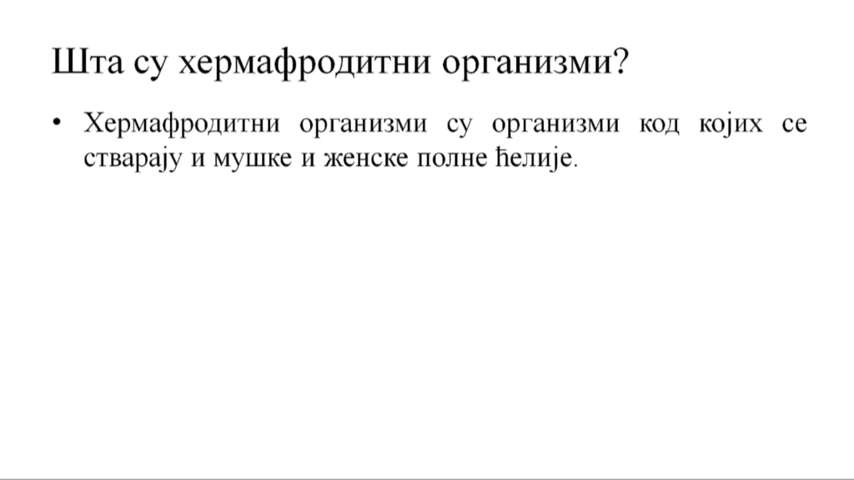 Шта су хермафродитни организми?
• Хермафродитни организми су организми код којих се
стварају и мушке и женске полне ћелије.